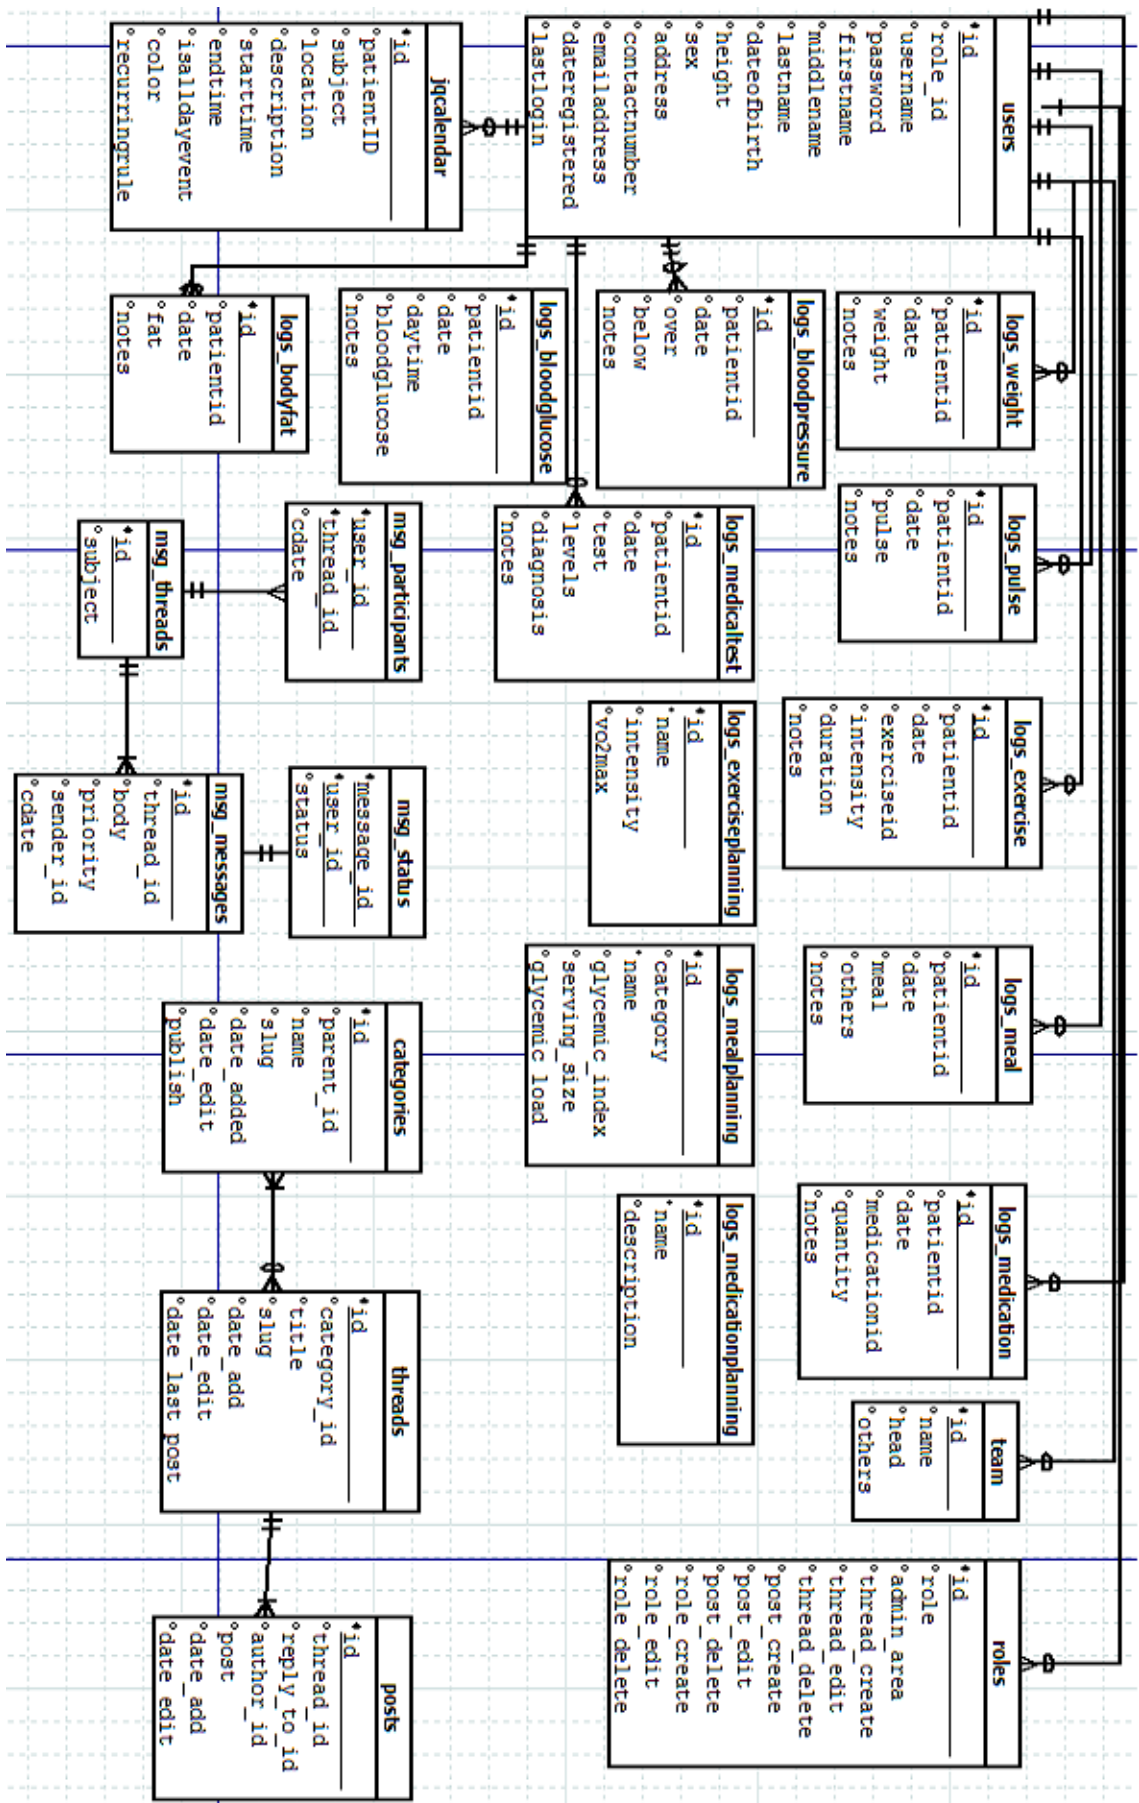 users
*id
°role_id
°username
°password
°firstname
°middlename
°lastname
°dateofbirth
°height
°sex
°address
°contactnumber
°emailaddress
°dateregistered
°lastlogin
jqcalendar
*id
°patientID
°subject
°location
°description
°starttime
°endtime
°isalldayevent
°color
°recurringrule
logs_weight
*id
°patientid
°date
°weight
°notes
logs_bloodpressure
*id
°patientid
°date
°over
°below
°notes
logs_bloodglucose
*id
°patientid
°date
°daytime
°bloodglucose
°notes
logs_bodyfat
*id
°patientid
°date
°fat
°notes
logs_pulse
*id
°patientid
°date
°pulse
°notes
logs_medicaltest
*id
°patientid
°date
°test
°levels
°diagnosis
°notes
msg_participants
*user_id
*thread_id
°cdate
msg_threads
*id
°subject
logs_exercise
*id
°patientid
°date
°exerciseid
°intensity
°duration
°notes
logs_exerciseplanning
*id
*name
°intensity
°vo2max
msg_status
*message_id
*user_id
°status
msg_messages
*id
°thread_id
°body
°priority
°sender_id
°cdate
logs_meal
*id
°patientid
°date
°meal
°others
°notes
logs_mealplanning
*id
°category
*name
°glycemic_index
°serving_size
°glycemic_load
categories
*id
°parent_id
°name
°slug
°date_added
°date_edit
°publish
logs_medication
*id
°patientid
°date
°medicationid
°quantity
°notes
logs_medicationplanning
*id
*name
°description
threads
*id
°category_id
°title
°slug
°date_add
°date_edit
°date_last_post
team
*id
°name
°head
°others
roles
*id
°role
°admin_area
°thread_create
°thread_edit
°thread_delete
°post_create
°post_edit
°post_delete
°role_create
°role_edit
°role_delete
posts
*id
°thread_id
°reply_to_id
°author_id
°post
°date_add
°date_edit